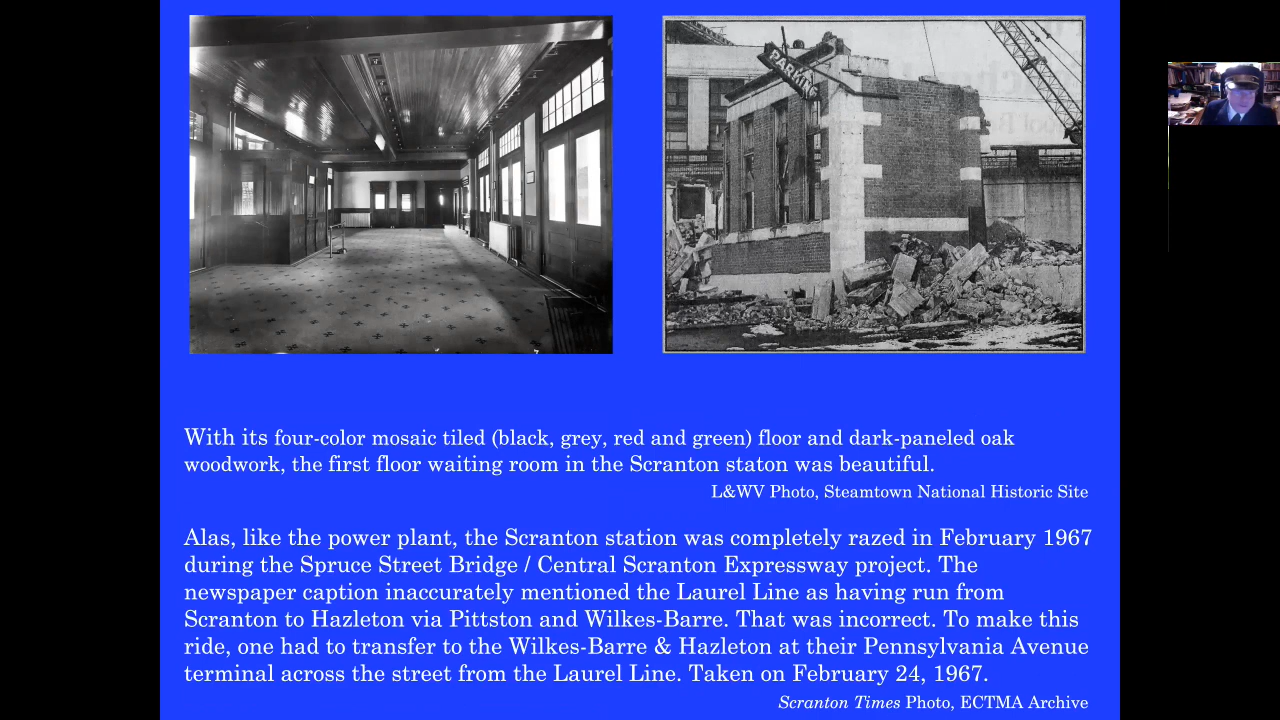 PARKING
With its four-color mosaic tiled (black, grey, red and green) floor and dark-paneled oak
woodwork, the first floor waiting room in the Scranton staton was beautiful.
L&WV Photo, Steamtown National Historic Site
Alas, like the power plant, the Scranton station was completely razed in February 1967
during the Spruce Street Bridge / Central Scranton Expressway project. The
newspaper caption inaccurately mentioned the Laurel Line as having run from
Scranton to Hazleton via Pittston and Wilkes-Barre. That was incorrect. To make this
ride, one had to transfer to the Wilkes-Barre & Hazleton at their Pennsylvania Avenue
terminal across the street from the Laurel Line. Taken on February 24, 1967.
Scranton Times Photo, ECTMA Archive